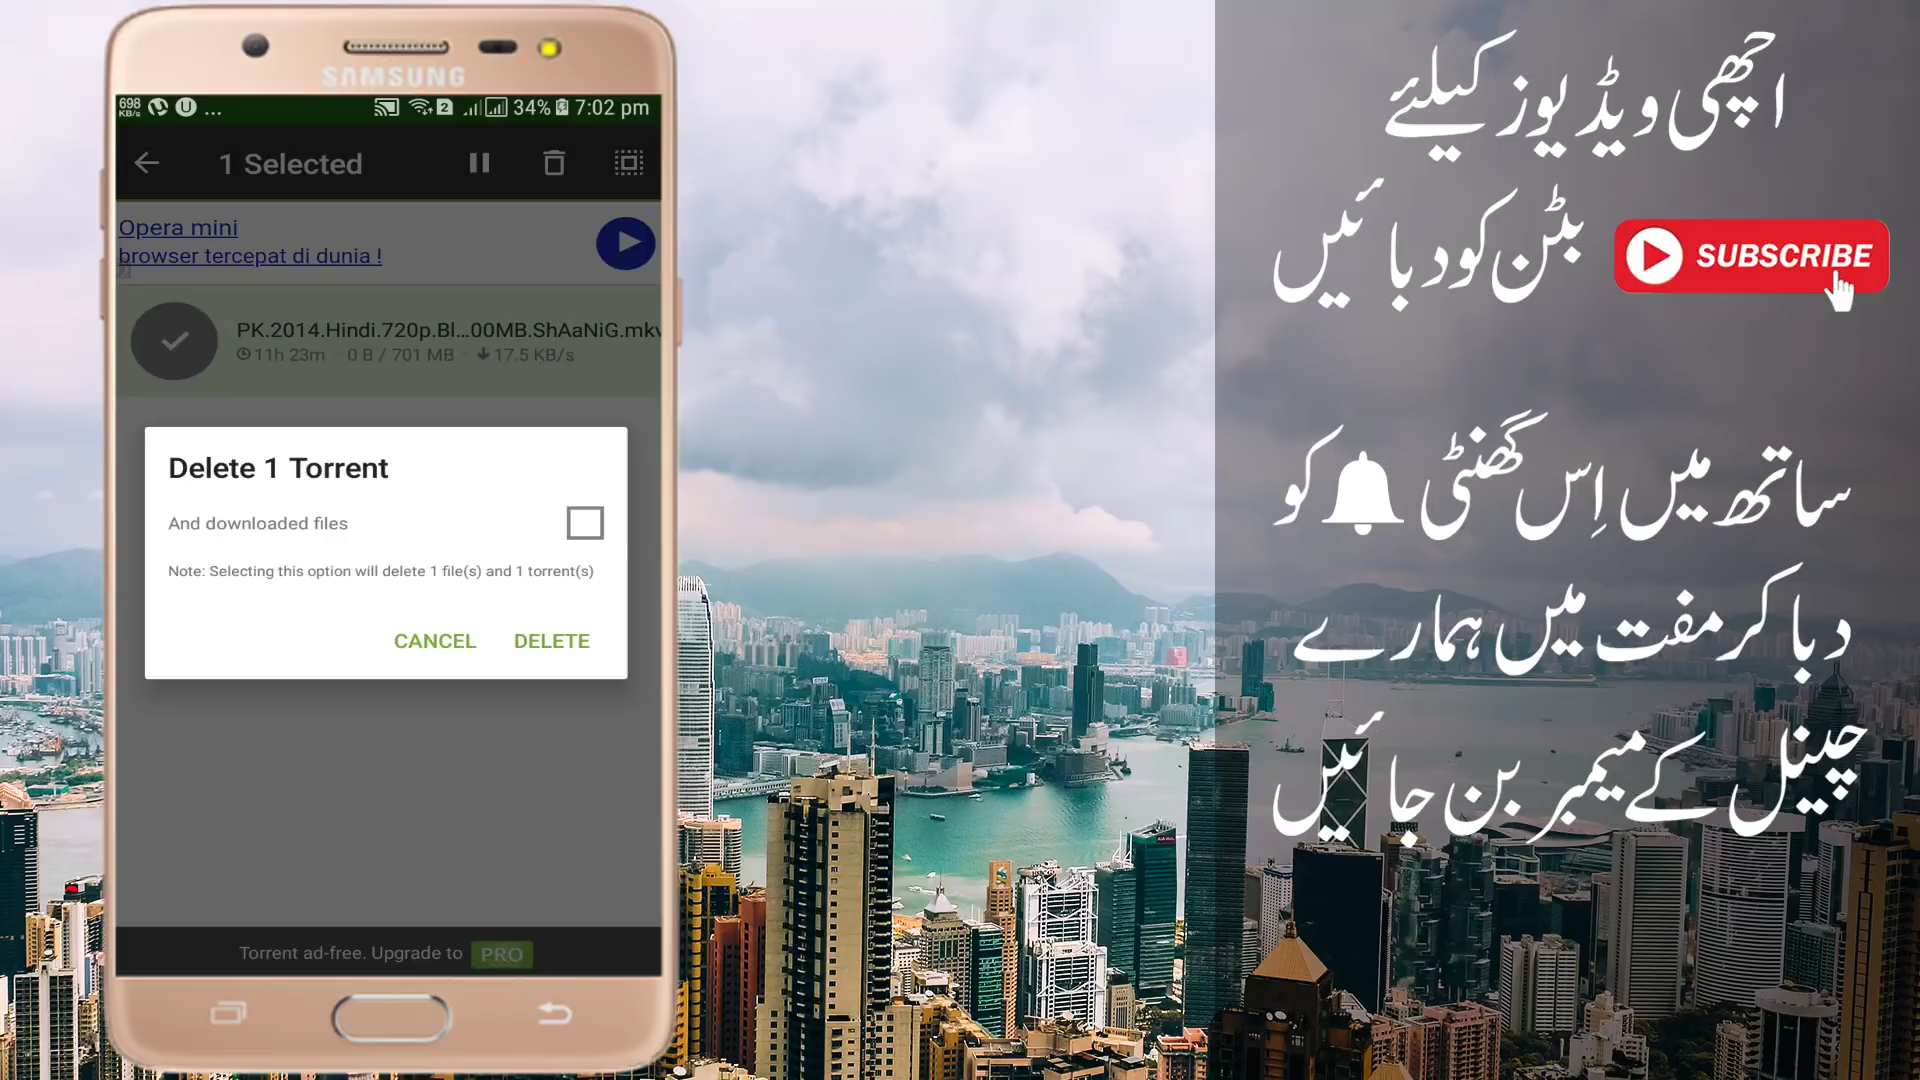 SAMSUNG
698 KB/s ... 2 34% 7:02 pm
1 Selected
Opera mini
browser tercepat di dunia !
PK.2014.Hindi.720p.Bl...00MB.ShAaNiG.mkv
11h 23m 0 B / 701 MB 17.5 KB/s
Delete 1 Torrent
And downloaded files
Note: Selecting this option will delete 1 file(s) and 1 torrent(s)
CANCEL DELETE
Torrent ad-free. Upgrade to PRO
اچھی ویڈیوز کیلئے
SUBSCRIBE بٹن کو دبائیں
ساتھ میں اِس گھنٹی کو
دبا کر مفت میں ہمارے
چینل کے میمبر بن جائیں